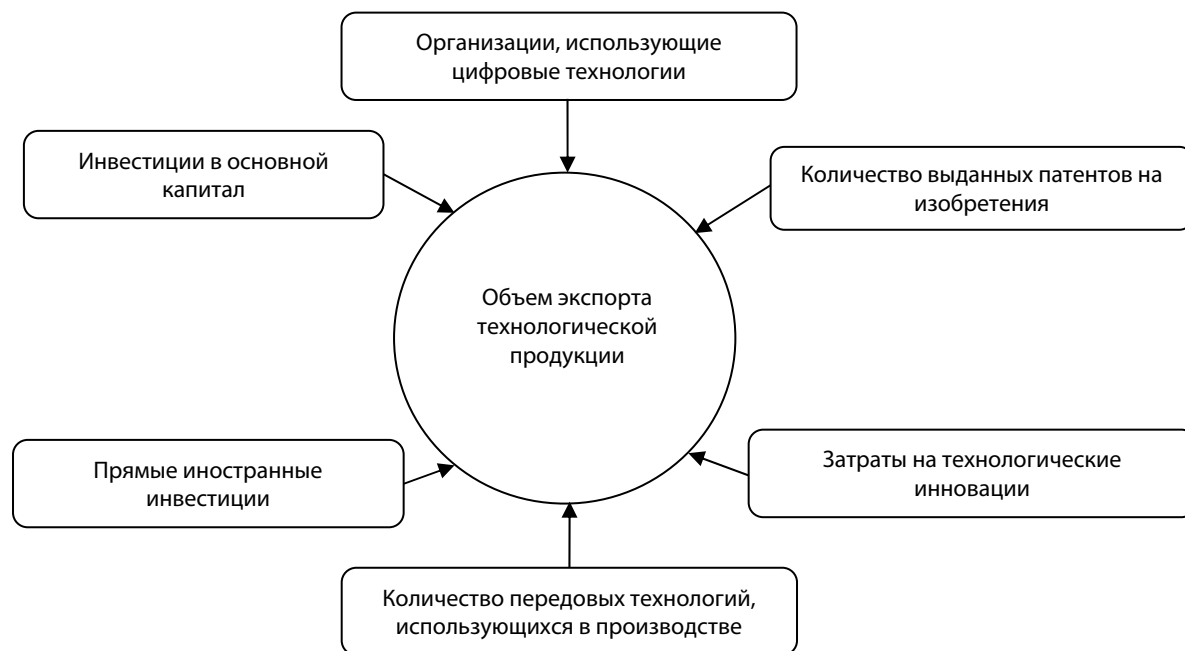 Организации, использующие
цифровые технологии
Инвестиции в основной
капитал
Количество выданных патентов на
изобретения
Объем экспорта
технологической
продукции
Прямые иностранные
инвестиции
Затраты на технологические
инновации
Количество передовых технологий,
использующихся в производстве